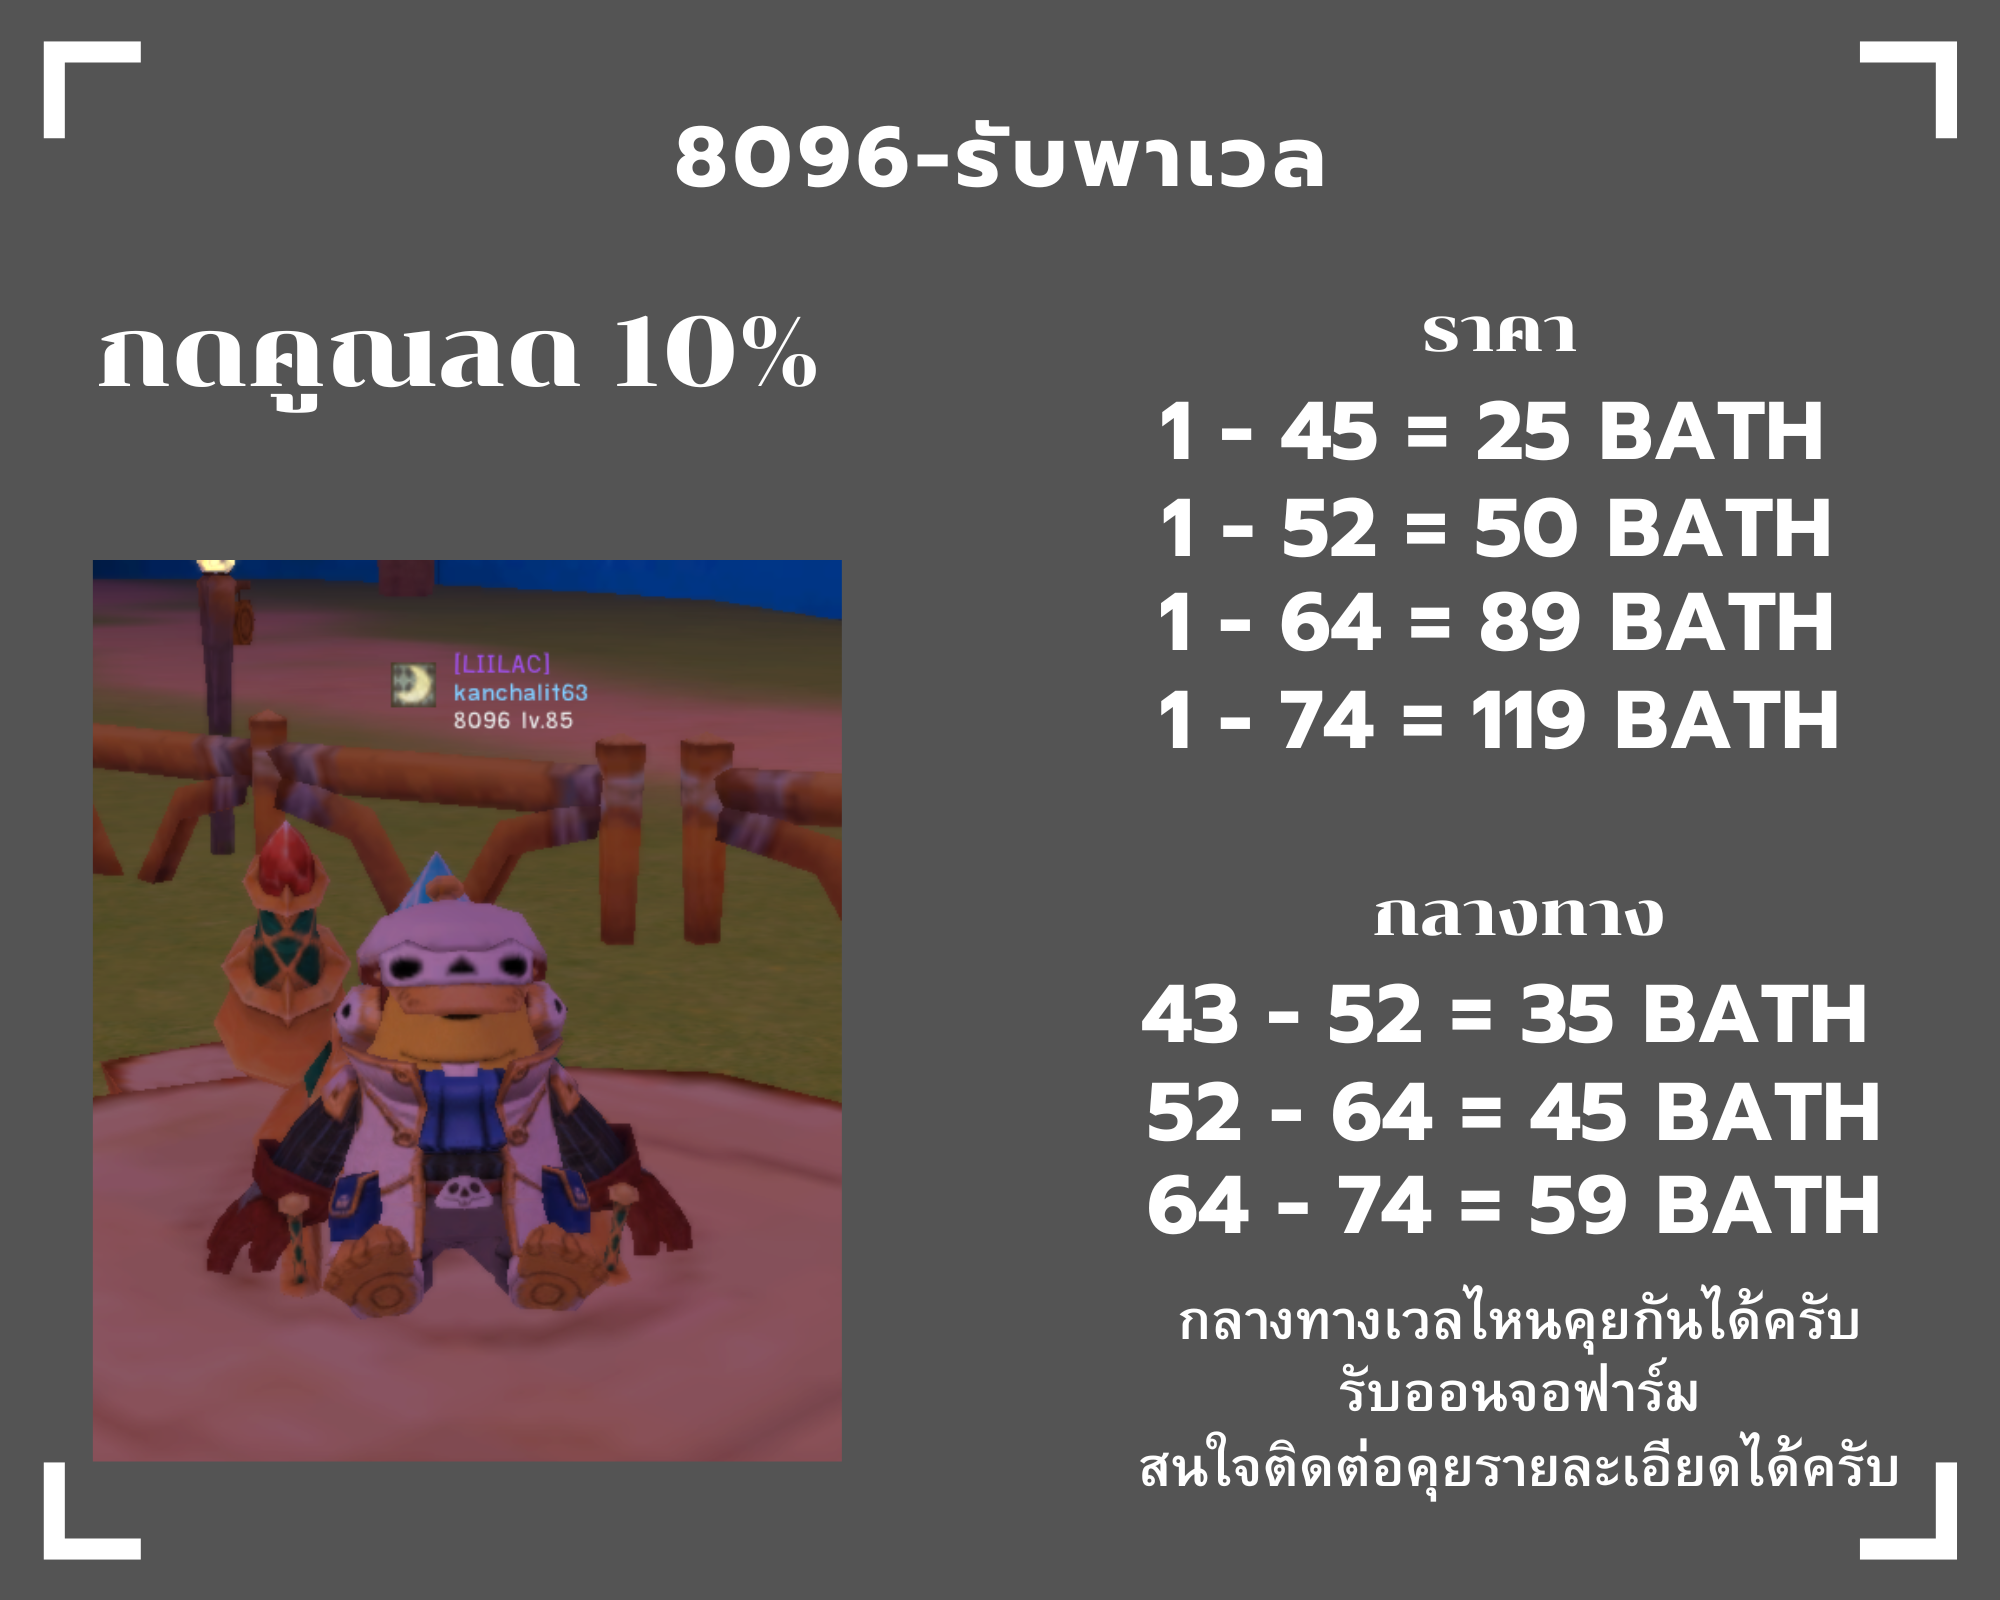 8096-รับพาเวล
กดคูณลด 10%
[LIILAC]
kanchalit63
8096 lv.85
ราคา
1 - 45 = 25 BATH
1 - 52 = 50 BATH
1 - 64 = 89 BATH
1 - 74 = 119 BATH
กลางทาง
43 - 52 = 35 BATH
52 - 64 = 45 BATH
64 - 74 = 59 BATH
กลางทางเวลไหนคุยกันได้ครับ
รับออนจอฟาร์ม
สนใจติดต่อคุยรายละเอียดได้ครับ